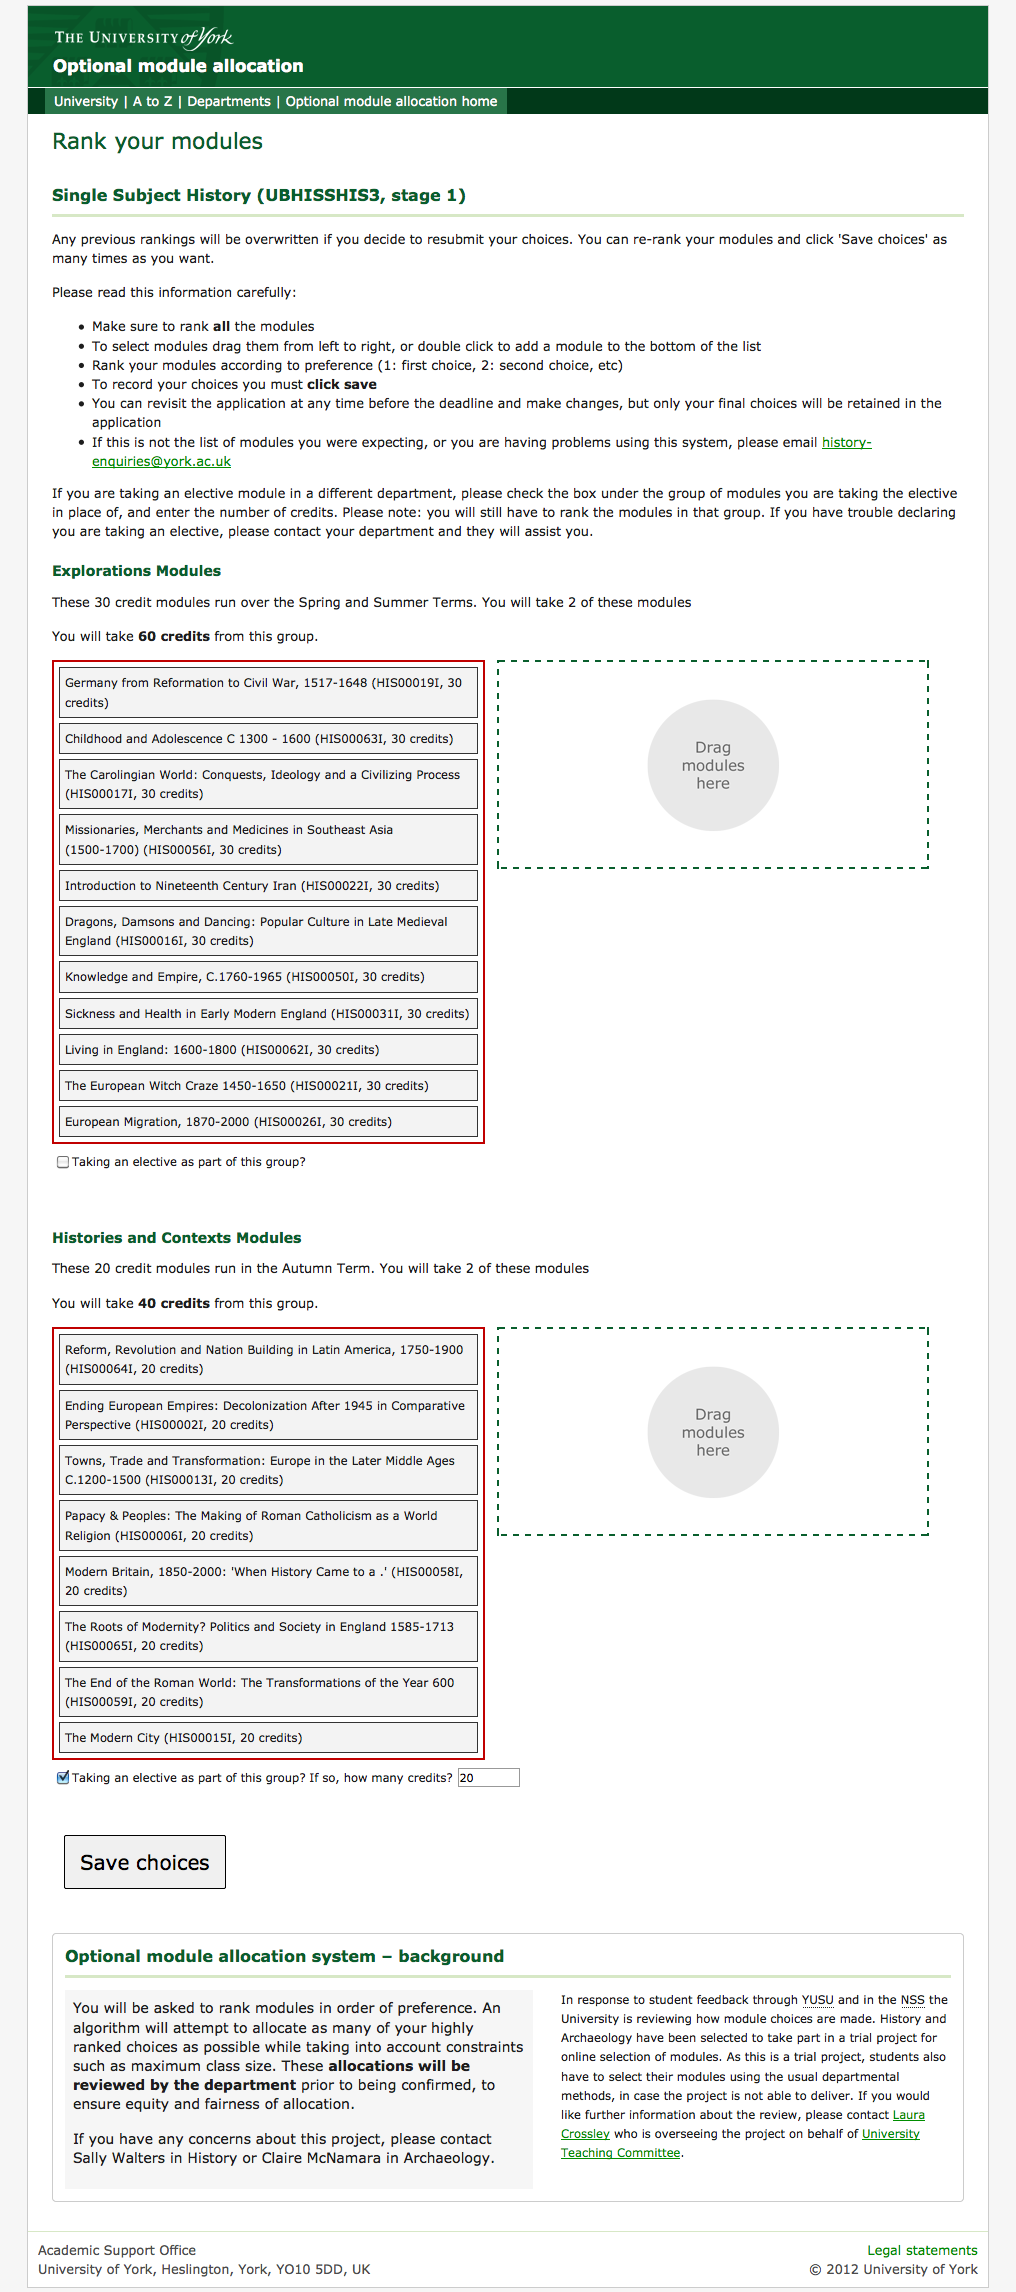 THE UNIVERSITY of York
Optional module allocation
University | A to Z | Departments | Optional module allocation home
Rank your modules
Single Subject History (UBHISSHIS3, stage 1)
Any previous rankings will be overwritten if you decide to resubmit your choices. You can re-rank your modules and click 'Save choices' as
many times as you want.
Please read this information carefully:
• Make sure to rank all the modules
• To select modules drag them from left to right, or double click to add a module to the bottom of the list
• Rank your modules according to preference (1: first choice, 2: second choice, etc)
• To record your choices you must click save
• You can revisit the application at any time before the deadline and make changes, but only your final choices will be retained in the
application
• If this is not the list of modules you were expecting, or you are having problems using this system, please email history-
enquiries@york.ac.uk
If you are taking an elective module in a different department, please check the box under the group of modules you are taking the elective
in place of, and enter the number of credits. Please note: you will still have to rank the modules in that group. If you have trouble declaring
you are taking an elective, please contact your department and they will assist you.
Explorations Modules
These 30 credit modules run over the Spring and Summer Terms. You will take 2 of these modules
You will take 60 credits from this group.
Germany from Reformation to Civil War, 1517-1648 (HIS00019I, 30
credits)
Childhood and Adolescence C 1300 - 1600 (HIS00063I, 30 credits)
The Carolingian World: Conquests, Ideology and a Civilizing Process
(HIS00017I, 30 credits)
Missionaries, Merchants and Medicines in Southeast Asia
(1500-1700) (HIS00056I, 30 credits)
Introduction to Nineteenth Century Iran (HIS00022I, 30 credits)
Dragons, Damsons and Dancing: Popular Culture in Late Medieval
England (HIS00016I, 30 credits)
Knowledge and Empire, C.1760-1965 (HIS00050I, 30 credits)
Sickness and Health in Early Modern England (HIS00031I, 30 credits)
Living in England: 1600-1800 (HIS00062I, 30 credits)
The European Witch Craze 1450-1650 (HIS00021I, 30 credits)
European Migration, 1870-2000 (HIS00026I, 30 credits)
Drag
modules
here
Taking an elective as part of this group?
Histories and Contexts Modules
These 20 credit modules run in the Autumn Term. You will take 2 of these modules
You will take 40 credits from this group.
Reform, Revolution and Nation Building in Latin America, 1750-1900
(HIS00064I, 20 credits)
Ending European Empires: Decolonization After 1945 in Comparative
Perspective (HIS00002I, 20 credits)
Towns, Trade and Transformation: Europe in the Later Middle Ages
C.1200-1500 (HIS00013I, 20 credits)
Papacy & Peoples: The Making of Roman Catholicism as a World
Religion (HIS00006I, 20 credits)
Modern Britain, 1850-2000: 'When History Came to a .' (HIS00058I,
20 credits)
The Roots of Modernity? Politics and Society in England 1585-1713
(HIS00065I, 20 credits)
The End of the Roman World: The Transformations of the Year 600
(HIS00059I, 20 credits)
The Modern City (HIS00015I, 20 credits)
Drag
modules
here
Taking an elective as part of this group? If so, how many credits? 20
Save choices
Optional module allocation system – background
You will be asked to rank modules in order of preference. An
algorithm will attempt to allocate as many of your highly
ranked choices as possible while taking into account constraints
such as maximum class size. These allocations will be
reviewed by the department prior to being confirmed, to
ensure equity and fairness of allocation.
If you have any concerns about this project, please contact
Sally Walters in History or Claire McNamara in Archaeology.
In response to student feedback through YUSU and in the NSS the
University is reviewing how module choices are made. History and
Archaeology have been selected to take part in a trial project for
online selection of modules. As this is a trial project, students also
have to select their modules using the usual departmental
methods, in case the project is not able to deliver. If you would
like further information about the review, please contact Laura
Crossley who is overseeing the project on behalf of University
Teaching Committee.
Academic Support Office
University of York, Heslington, York, YO10 5DD, UK
Legal statements
© 2012 University of York